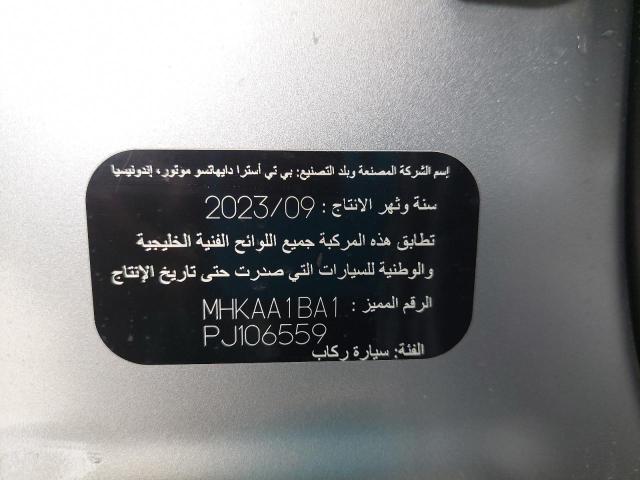 إسم الشركة المصنعة وبلد التصنيع: بي تي أسترا دايهاتسو موتور، إندونيسيا
سنة وشهر الانتاج : 2023/09
تطابق هذه المركبة جميع اللوائح الفنية الخليجية
والوطنية للسيارات التي صدرت حتى تاريخ الإنتاج
الرقم المميز : MHKAA1BA1
PJ106559
الفئة: سيارة ركاب